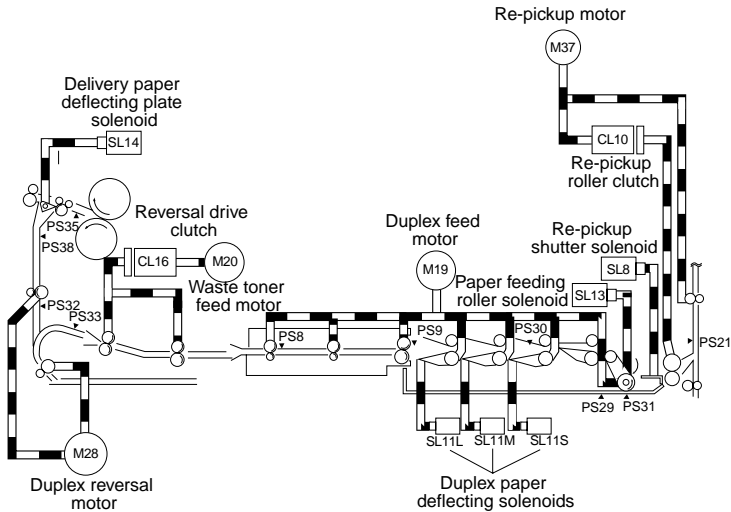 Re-pickup motor
M37
Delivery paper
deflecting plate
solenoid
SL14
CL10
Re-pickup
roller clutch
PS35
PS38
Reversal drive
clutch
CL16
M20
Waste toner
feed motor
Duplex feed
motor
M19
Re-pickup
shutter solenoid
SL8
Paper feeding
roller solenoid
SL13
PS32
PS33
PS8
PS9
PS30
PS21
PS29
PS31
SL11L
SL11M
SL11S
M28
Duplex reversal
motor
Duplex paper
deflecting solenoids